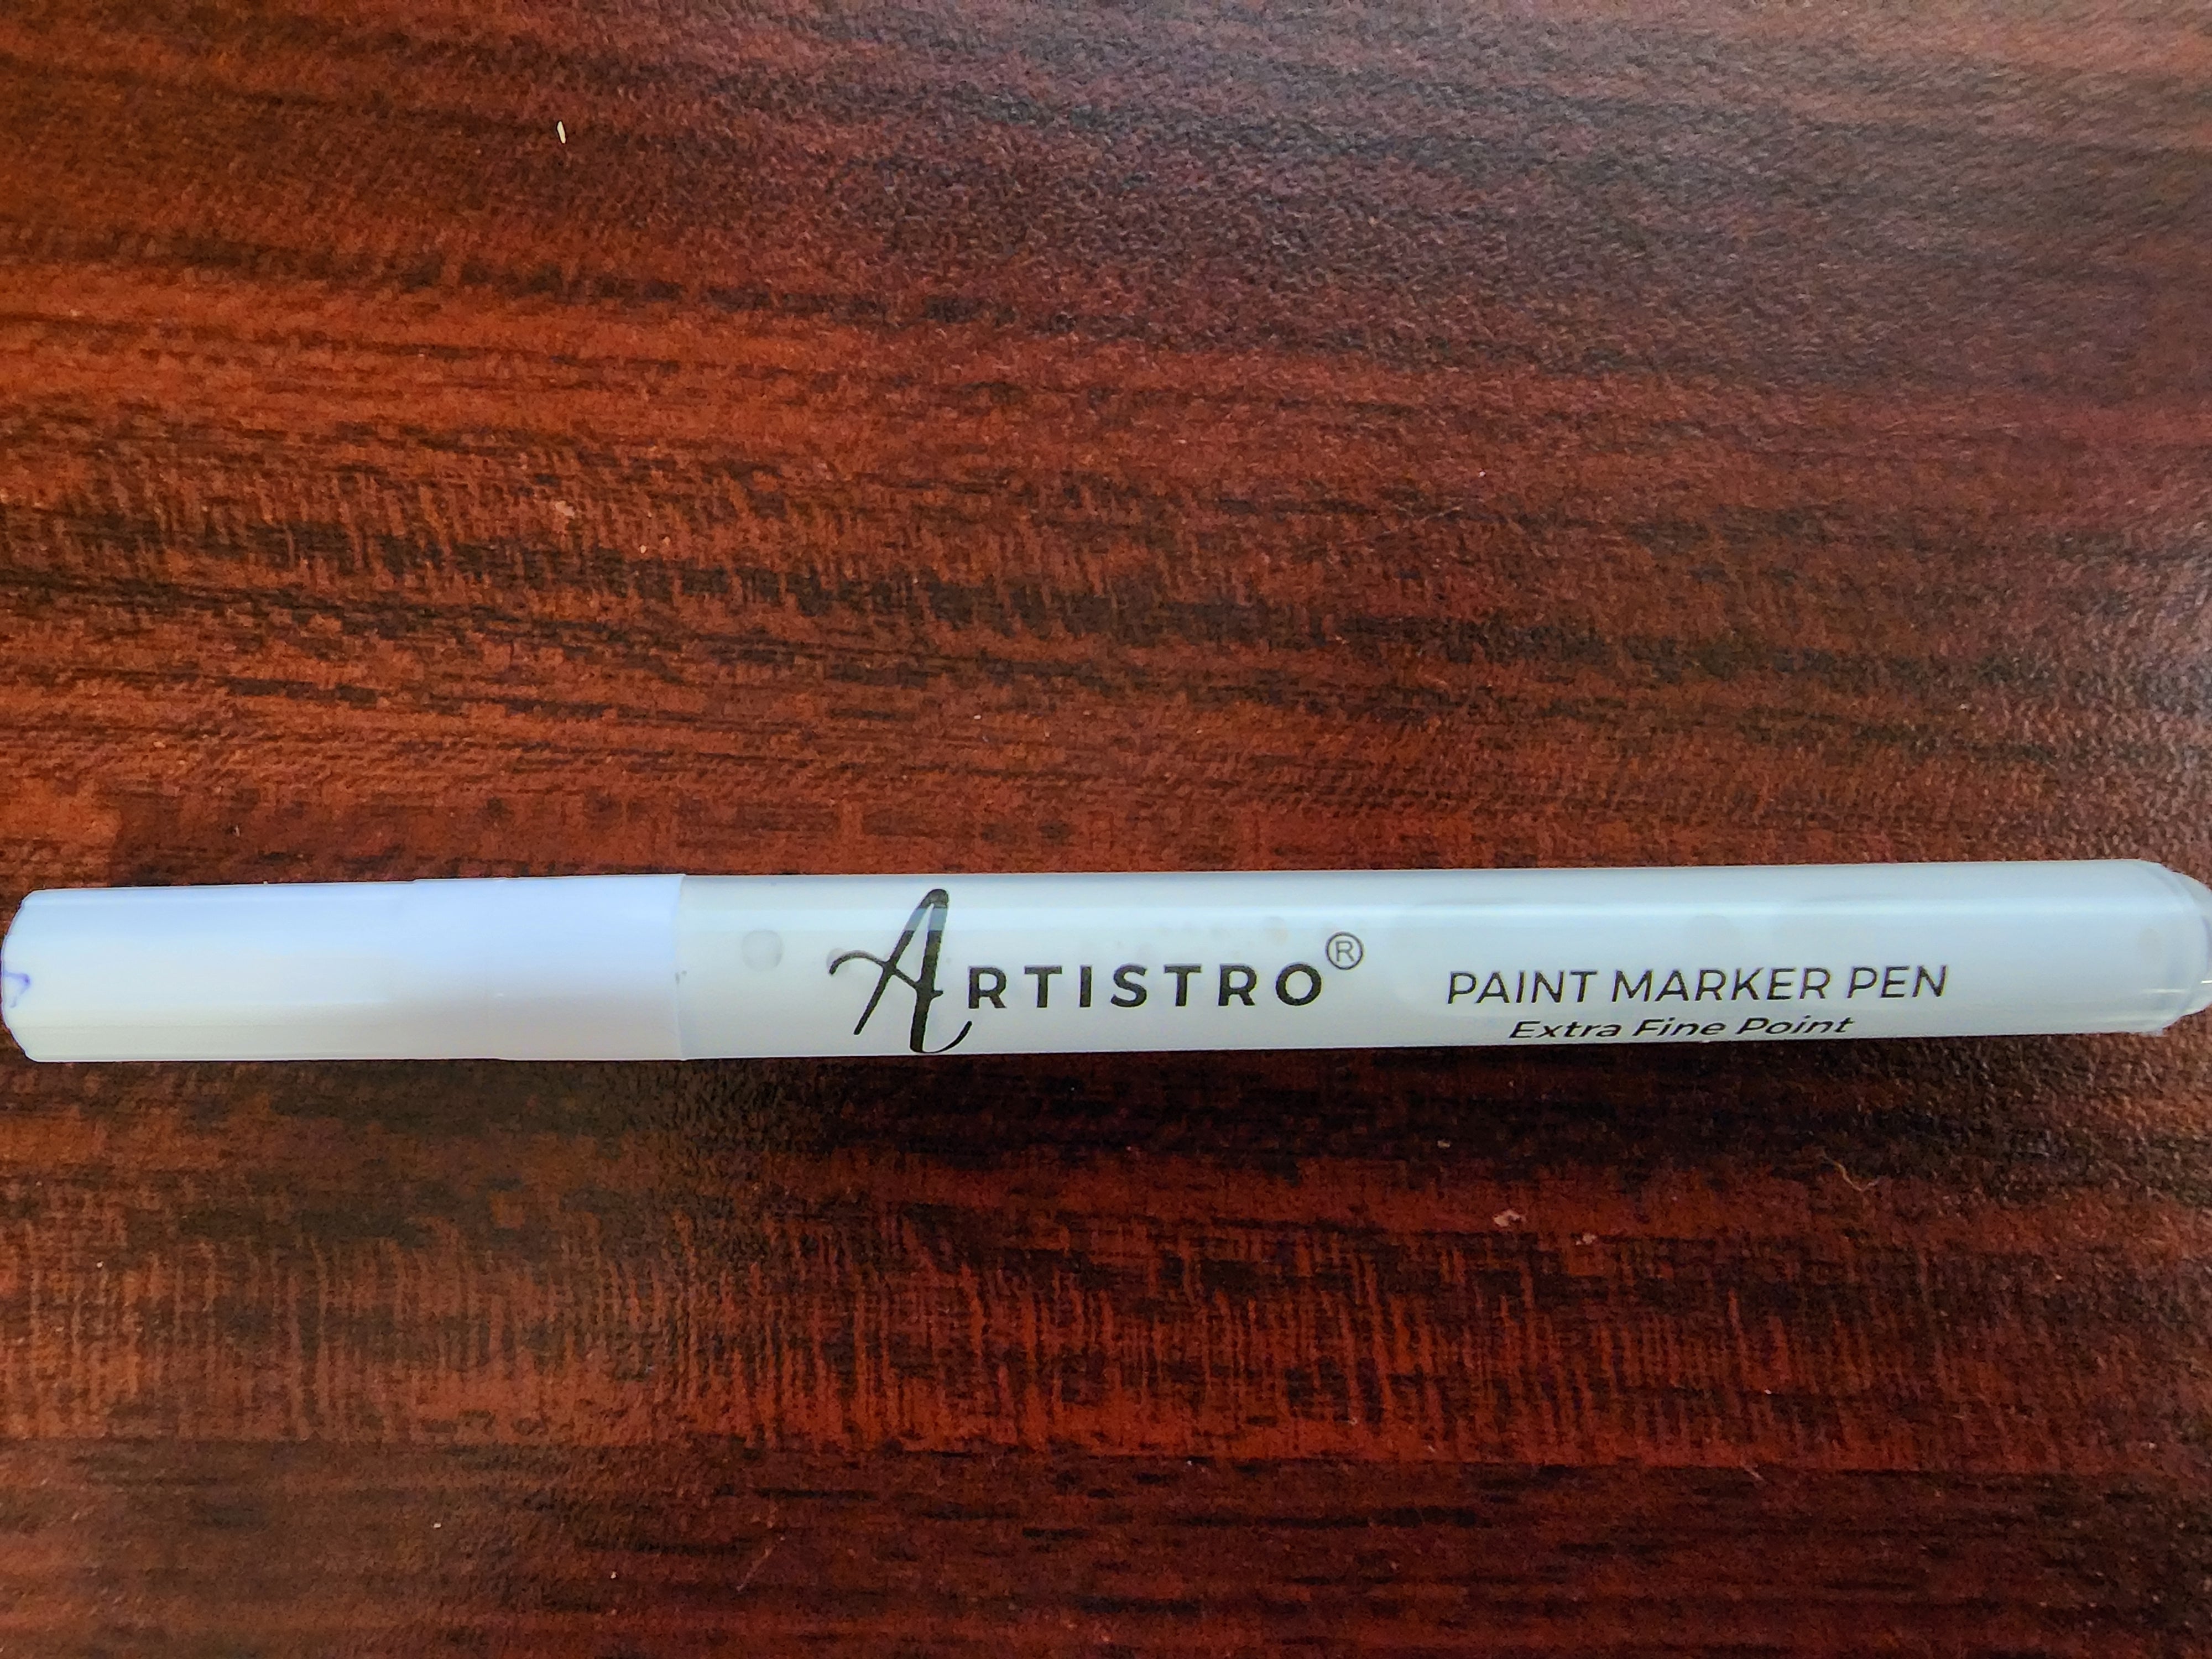 ARTISTRO®
PAINT MARKER PEN
Extra Fine Point